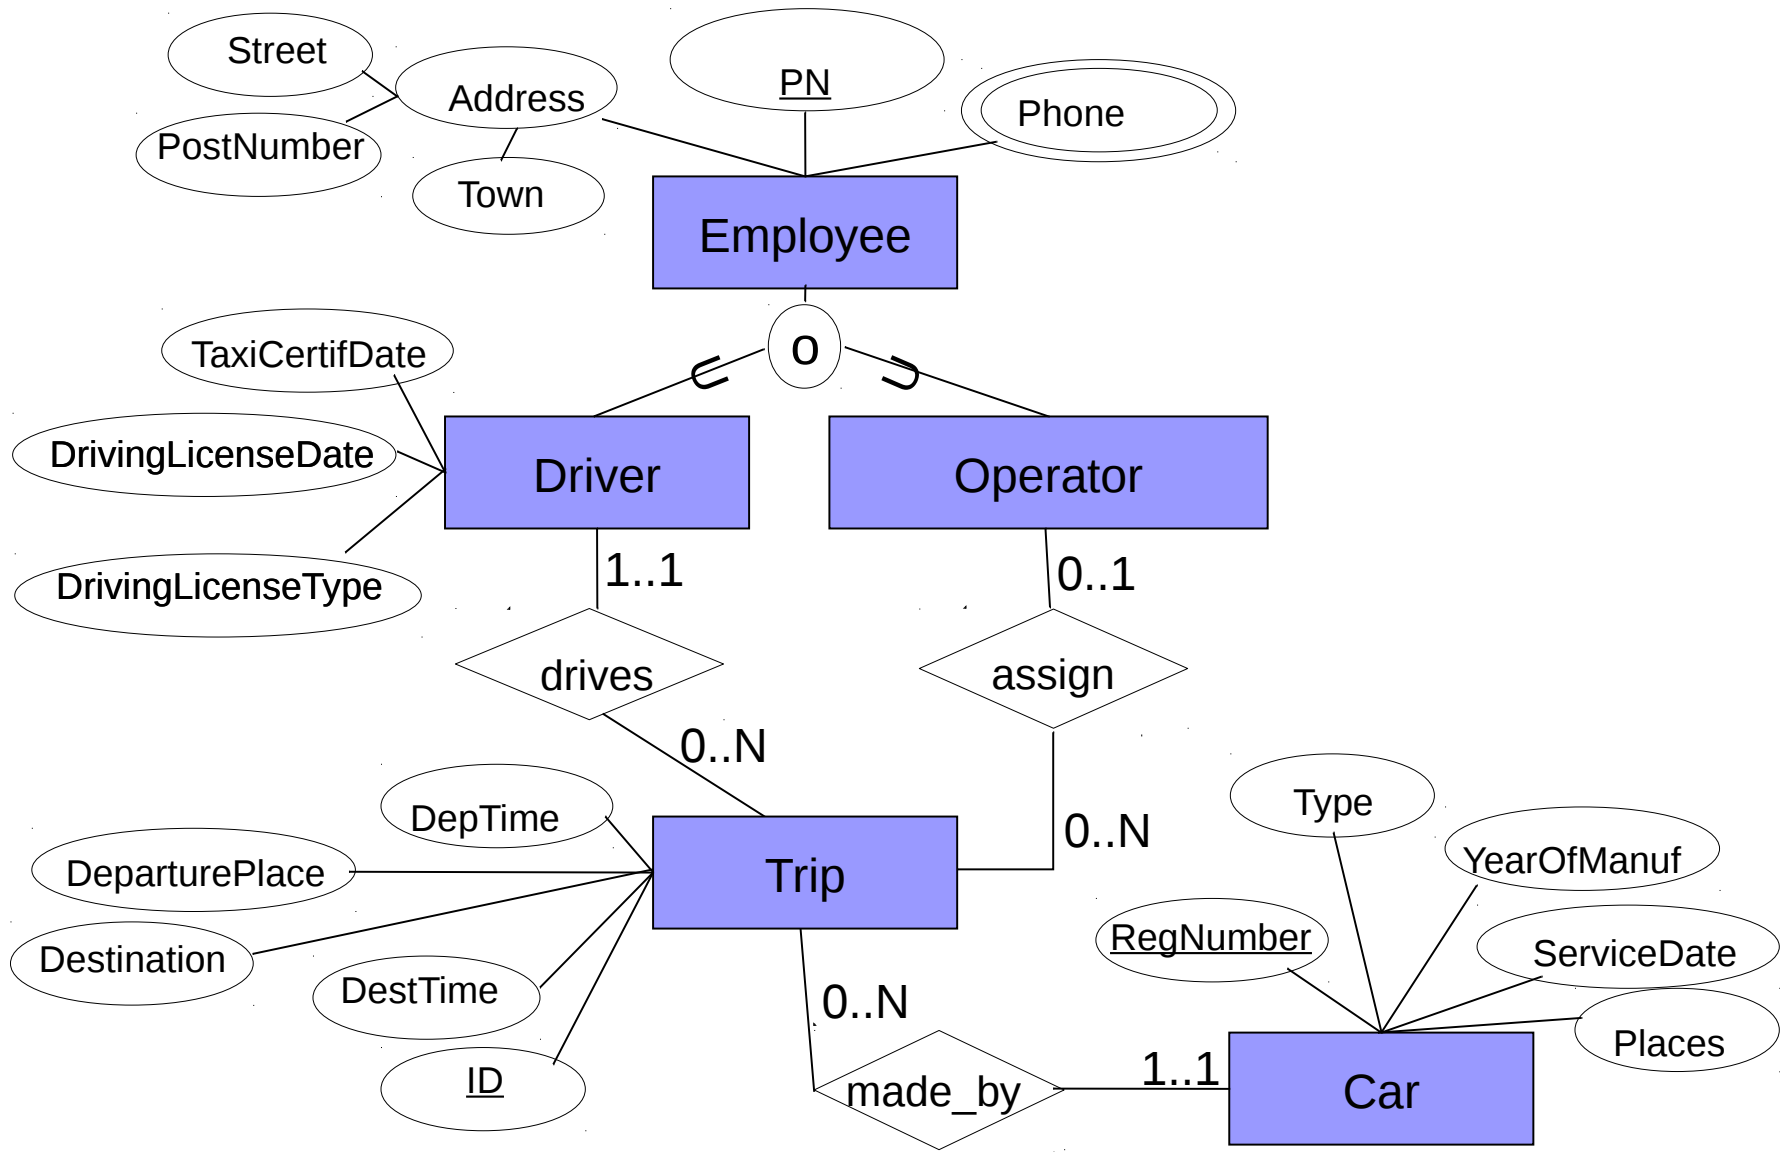 Street
Address
PN
Phone
PostNumber
Town
Employee
o
TaxiCertifDate
DrivingLicenseDate
Driver
Operator
DrivingLicenseType
1..1
0..1
drives
assign
0..N
0..N
DepTime
Type
DeparturePlace
Trip
YearOfManuf
RegNumber
ServiceDate
Destination
DestTime
0..N
Places
ID
made_by
1..1
Car